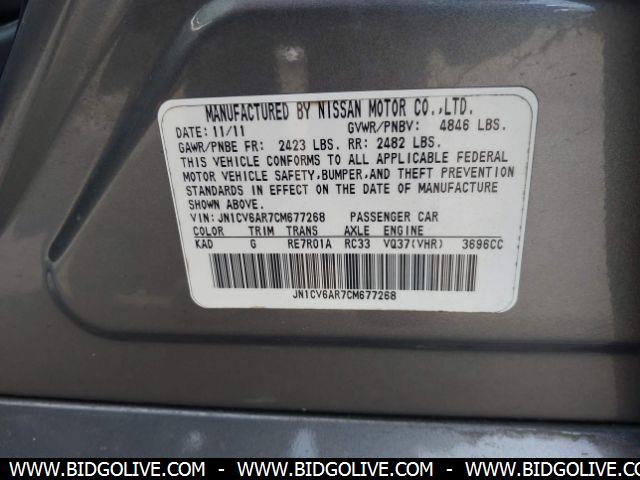 MANUFACTURED BY NISSAN MOTOR CO.,LTD.
DATE: 11/11 GVWR/PNBV: 4846 LBS.
GAWR/PNBE FR: 2423 LBS. RR: 2482 LBS.
THIS VEHICLE CONFORMS TO ALL APPLICABLE FEDERAL
MOTOR VEHICLE SAFETY, BUMPER, AND THEFT PREVENTION
STANDARDS IN EFFECT ON THE DATE OF MANUFACTURE
SHOWN ABOVE.
VIN: JN1CV6AR7CM677268 PASSENGER CAR
COLOR TRIM TRANS AXLE ENGINE
KAD G RE7R01A RC33 VQ37(VHR) 3696CC
JN1CV6AR7CM677268
WWW.BIDGOLIVE.COM - WWW.BIDGOLIVE.COM - WWW.BIDGOLIVE.COM